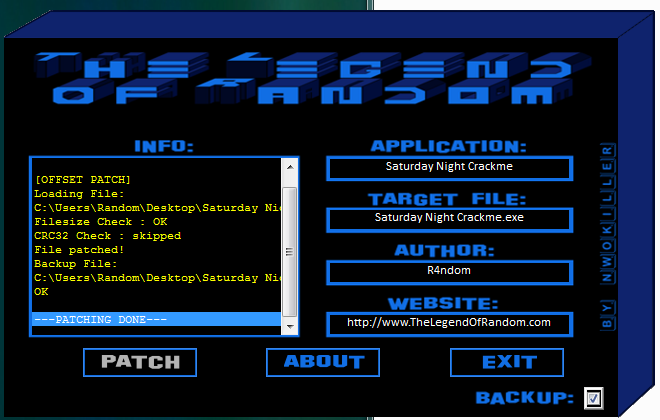 THE LEGEND
OF RANDOM
INFO:
[OFFSET PATCH]
Loading File:
C:\Users\Random\Desktop\Saturday Nig
Filesize Check : OK
CRC32 Check : skipped
File patched!
Backup File:
C:\Users\Random\Desktop\Saturday Nig
OK
---PATCHING DONE---
APPLICATION:
Saturday Night Crackme
TARGET FILE:
Saturday Night Crackme.exe
AUTHOR:
R4ndom
WEBSITE:
http://www.TheLegendOfRandom.com
BY NWOKILLER
PATCH
ABOUT
EXIT
BACKUP: